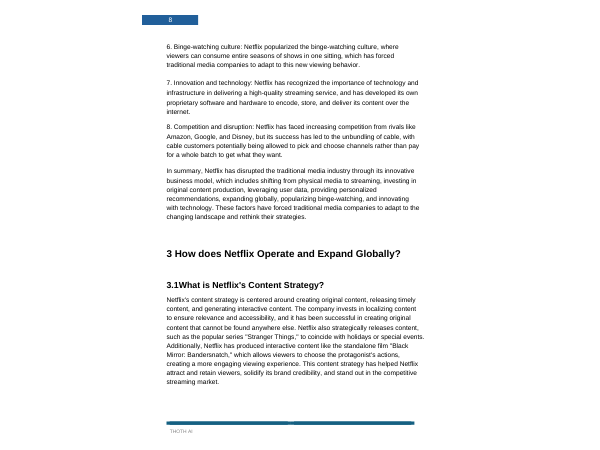 8
6. Binge-watching culture: Netflix popularized the binge-watching culture, where
viewers can consume entire seasons of shows in one sitting, which has forced
traditional media companies to adapt to this new viewing behavior.
7. Innovation and technology: Netflix has recognized the importance of technology and
infrastructure in delivering a high-quality streaming service, and has developed its own
proprietary software and hardware to encode, store, and deliver its content over the
internet.
8. Competition and disruption: Netflix has faced increasing competition from rivals like
Amazon, Google, and Disney, but its success has led to the unbundling of cable, with
cable customers potentially being allowed to pick and choose channels rather than pay
for a whole batch to get what they want.
In summary, Netflix has disrupted the traditional media industry through its innovative
business model, which includes shifting from physical media to streaming, investing in
original content production, leveraging user data, providing personalized
recommendations, expanding globally, popularizing binge-watching, and innovating
with technology. These factors have forced traditional media companies to adapt to the
changing landscape and rethink their strategies.
3 How does Netflix Operate and Expand Globally?
3.1What is Netflix's Content Strategy?
Netflix's content strategy is centered around creating original content, releasing timely
content, and generating interactive content. The company invests in localizing content
to ensure relevance and accessibility, and it has been successful in creating original
content that cannot be found anywhere else. Netflix also strategically releases content,
such as the popular series "Stranger Things," to coincide with holidays or special events.
Additionally, Netflix has produced interactive content like the standalone film "Black
Mirror: Bandersnatch," which allows viewers to choose the protagonist's actions,
creating a more engaging viewing experience. This content strategy has helped Netflix
attract and retain viewers, solidify its brand credibility, and stand out in the competitive
streaming market.
THOTH AI